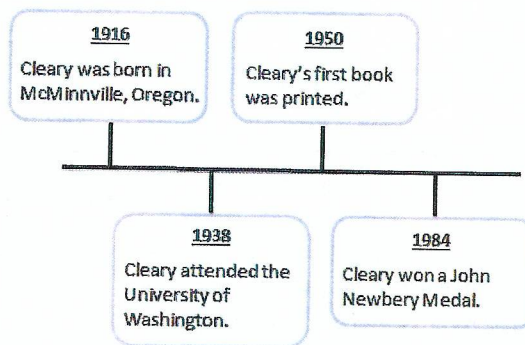 1916
Cleary was born in
McMinnville, Oregon.
1950
Cleary's first book
was printed.
1938
Cleary attended the
University of
Washington.
1984
Cleary won a John
Newbery Medal.